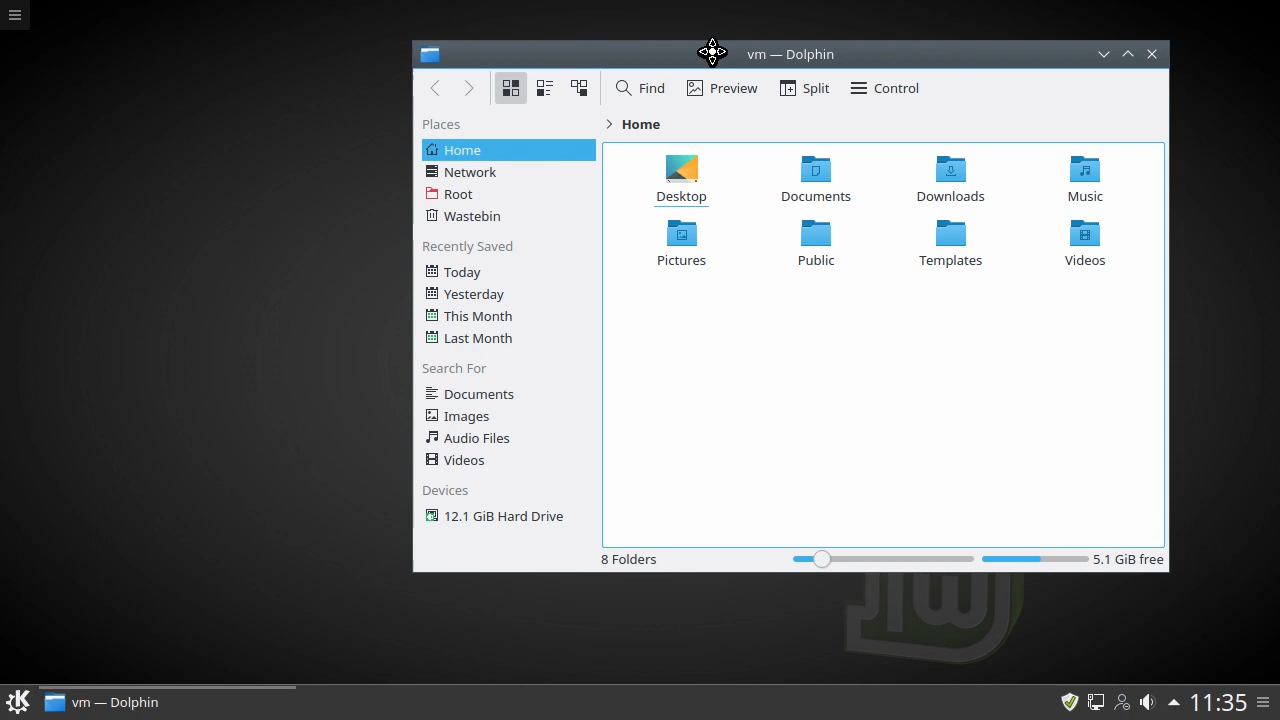 vm — Dolphin
Find Preview Split Control
Places
Home
Network
Root
Wastebin
Recently Saved
Today
Yesterday
This Month
Last Month
Search For
Documents
Images
Audio Files
Videos
Devices
12.1 GiB Hard Drive
Home
Desktop Documents Downloads Music
Pictures Public Templates Videos
8 Folders 5.1 GiB free
vm — Dolphin 11:35